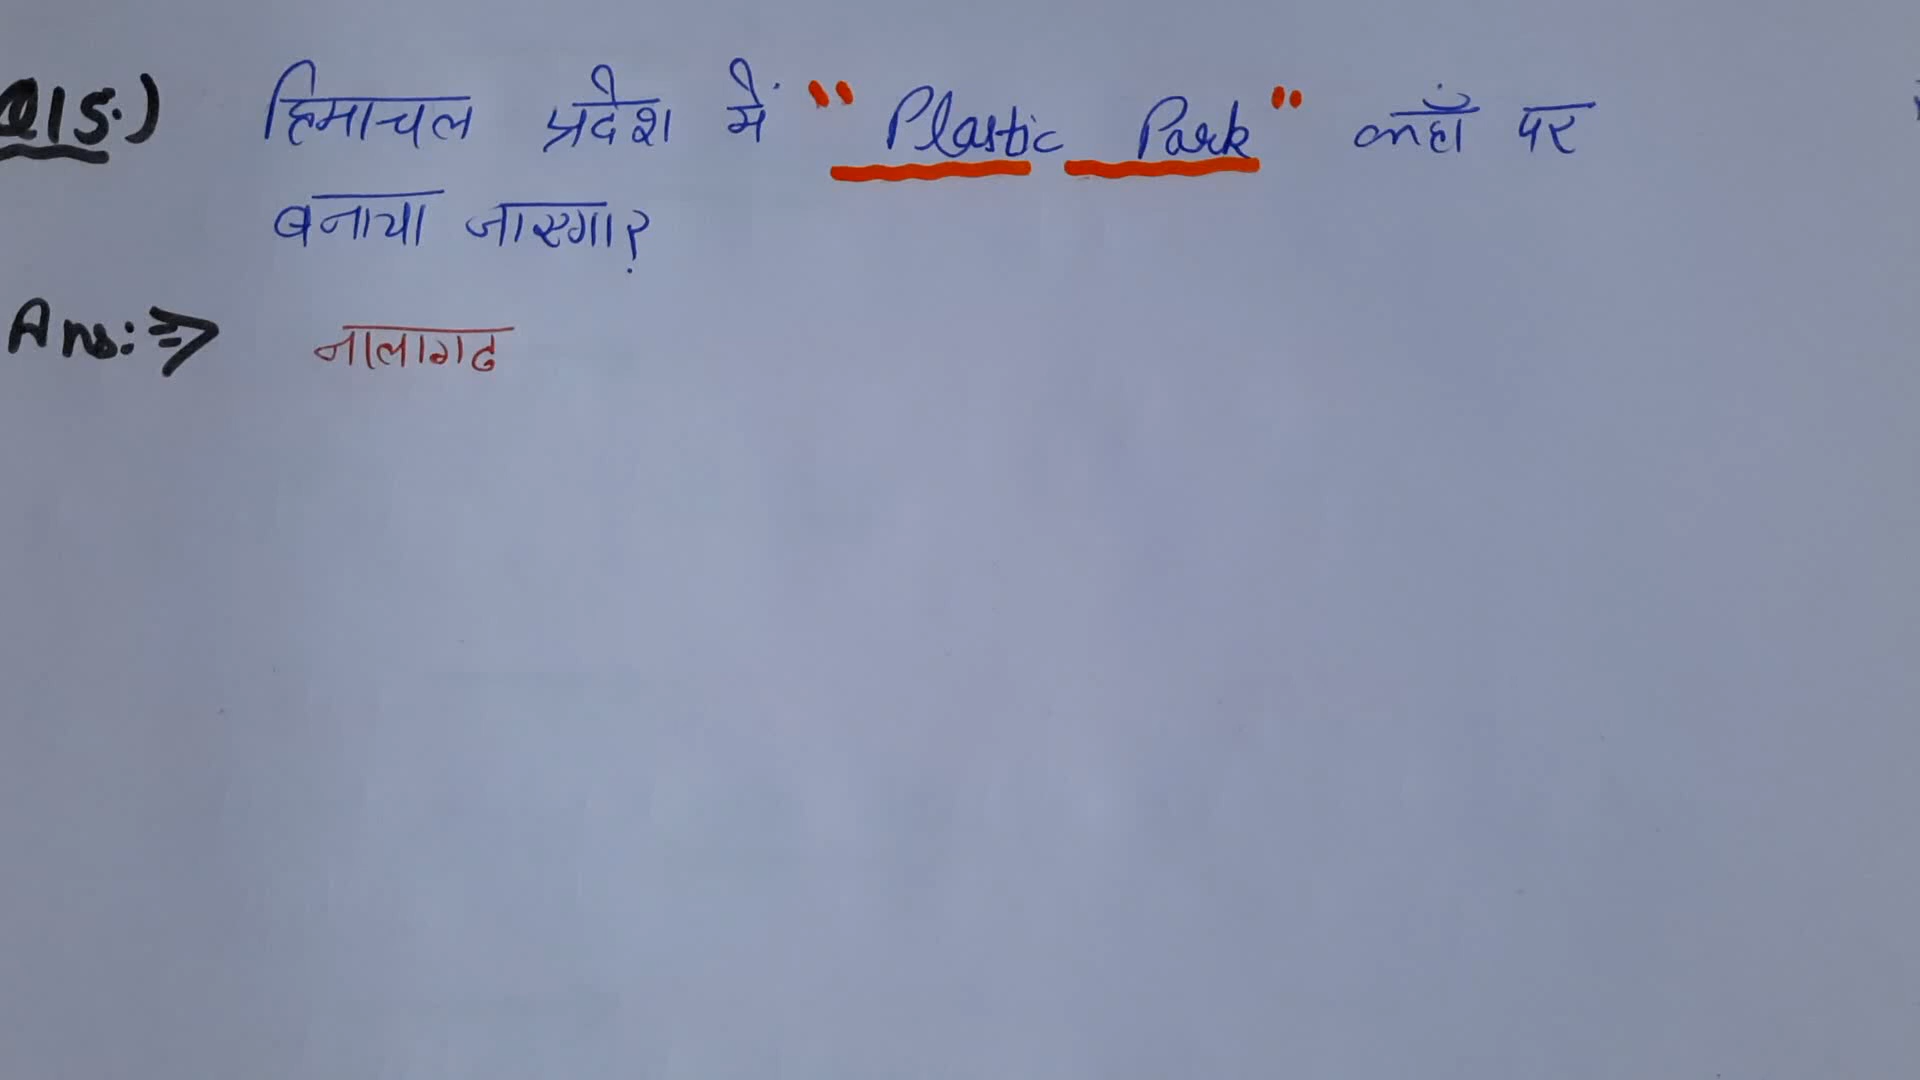 Q15.) हिमाचल प्रदेश में "Plastic Park" कहाँ पर
बनाया जाएगा?
Ans:⇒ नालागढ